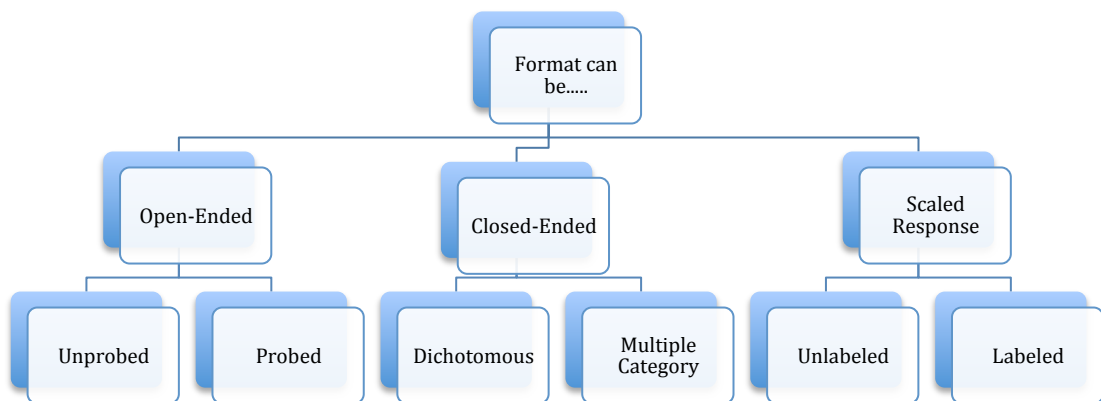 Format can
be.....
Open-Ended
Closed-Ended
Scaled
Response
Unprobed
Probed
Dichotomous
Multiple
Category
Unlabeled
Labeled